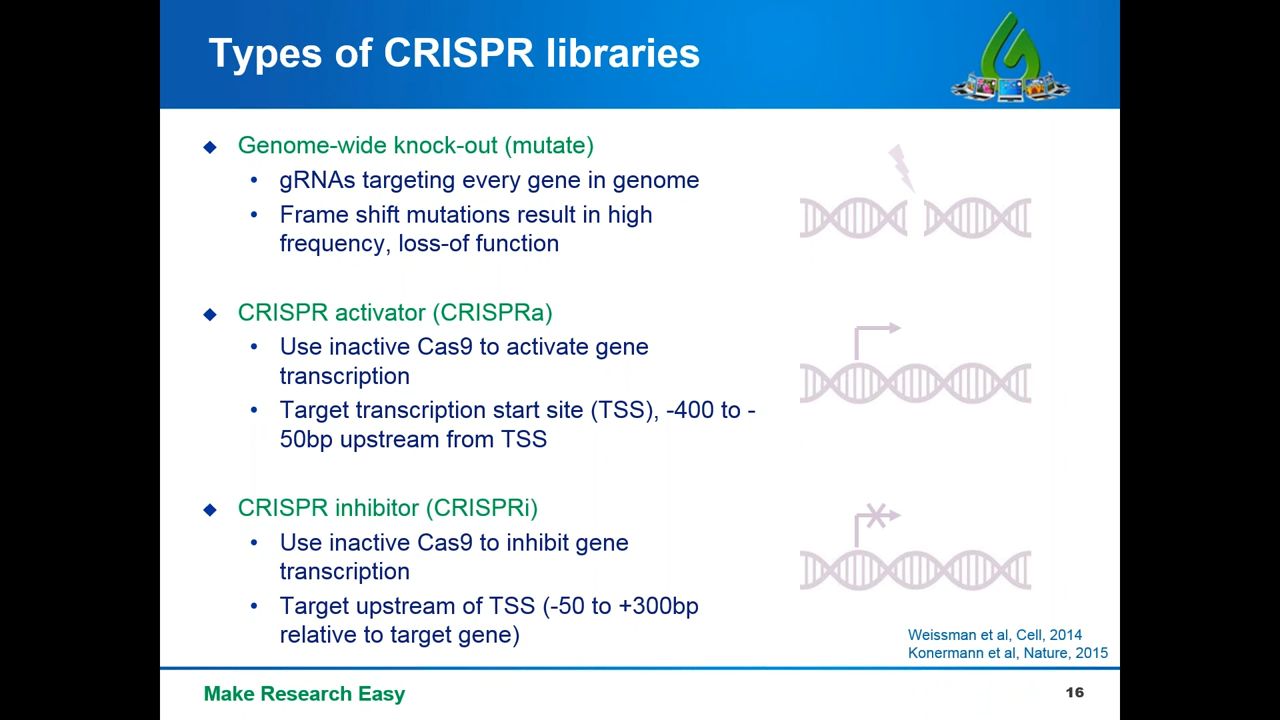 Types of CRISPR libraries
Genome-wide knock-out (mutate)
gRNAs targeting every gene in genome
Frame shift mutations result in high
frequency, loss-of function
CRISPR activator (CRISPRa)
Use inactive Cas9 to activate gene
transcription
Target transcription start site (TSS), -400 to -
50bp upstream from TSS
CRISPR inhibitor (CRISPRi)
Use inactive Cas9 to inhibit gene
transcription
Target upstream of TSS (-50 to +300bp
relative to target gene)
Weissman et al, Cell, 2014
Konermann et al, Nature, 2015
Make Research Easy
16